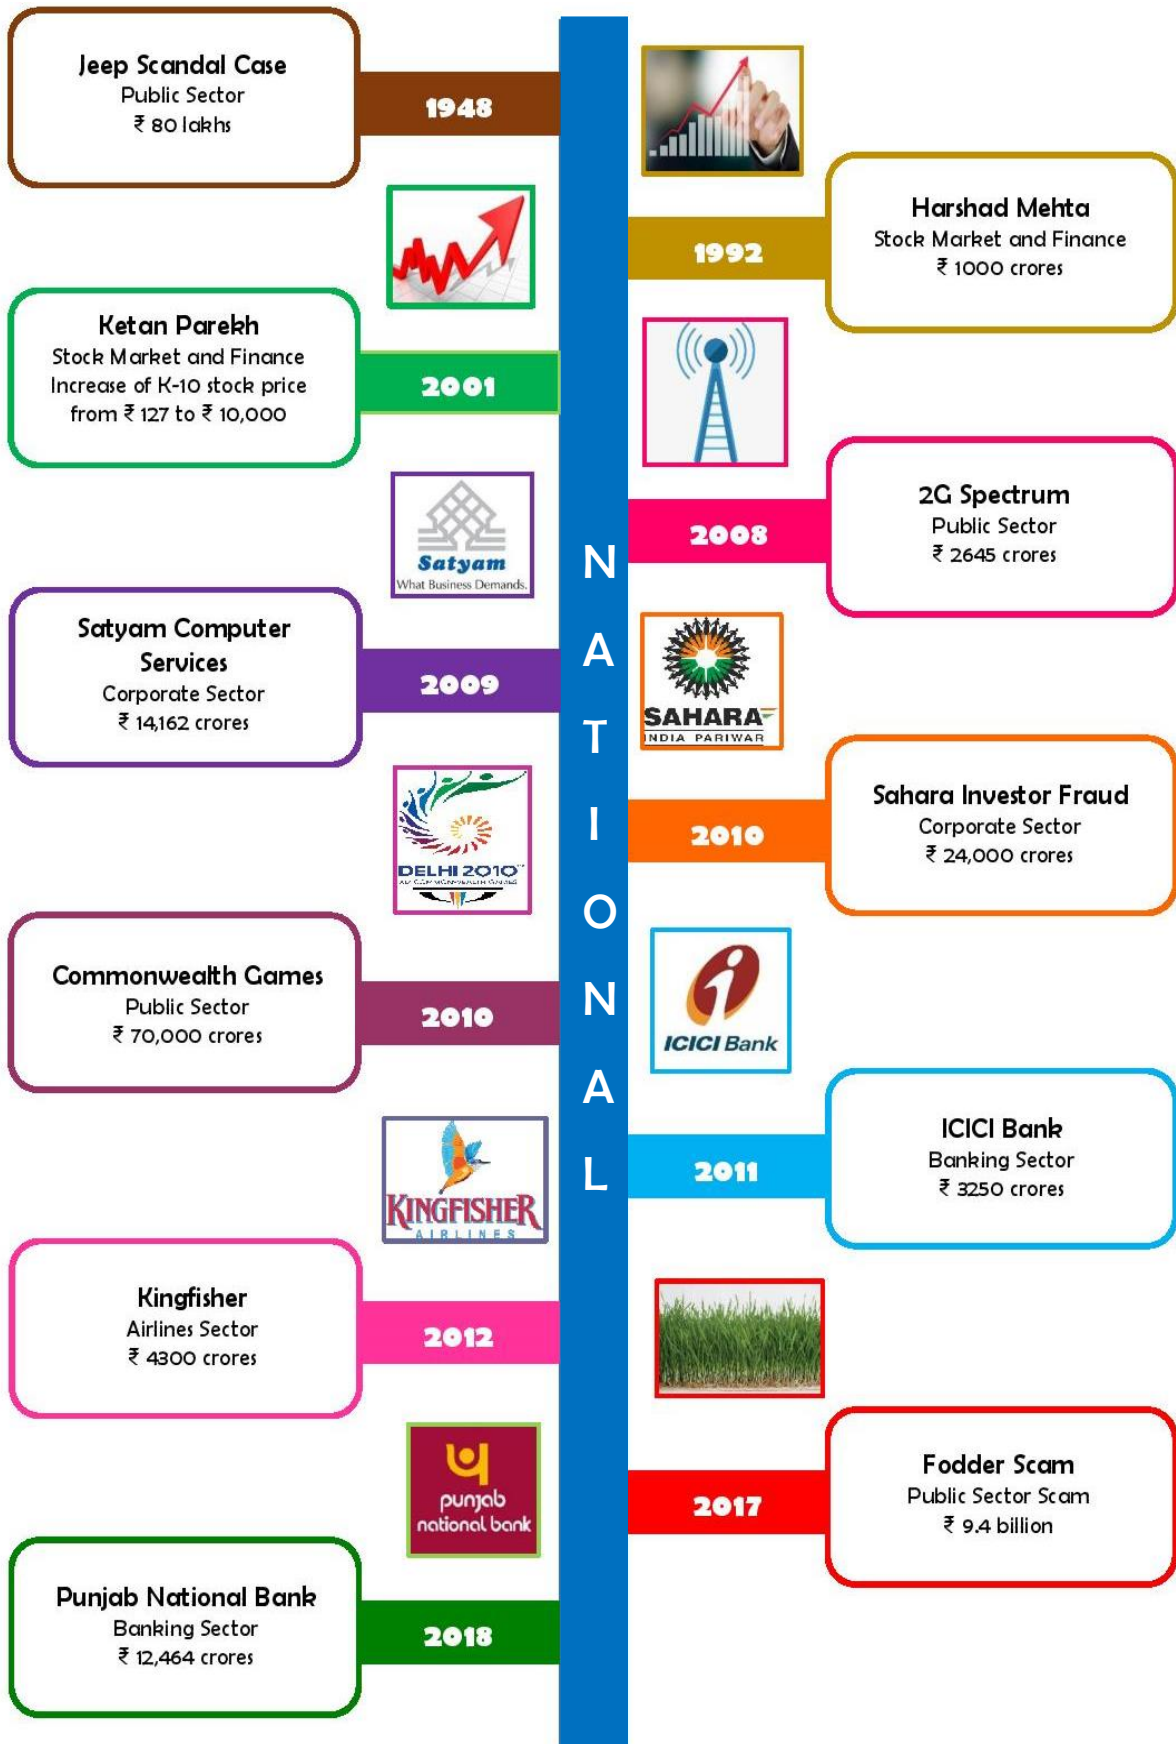 Jeep Scandal Case
Public Sector
₹ 80 lakhs
1948
Harshad Mehta
Stock Market and Finance
₹ 1000 crores
1992
Ketan Parekh
Stock Market and Finance
Increase of K-10 stock price
from ₹ 127 to ₹ 10,000
2001
2G Spectrum
Public Sector
₹ 2645 crores
2008
Satyam
What Business Demands.
Satyam Computer
Services
Corporate Sector
₹ 14,162 crores
2009
SAHARA
INDIA PARIWAR
Sahara Investor Fraud
Corporate Sector
₹ 24,000 crores
2010
DELHI 2010
XIX COMMONWEALTH GAMES
Commonwealth Games
Public Sector
₹ 70,000 crores
2010
ICICI Bank
ICICI Bank
Banking Sector
₹ 3250 crores
2011
KINGFISHER
AIRLINES
Kingfisher
Airlines Sector
₹ 4300 crores
2012
Fodder Scam
Public Sector Scam
₹ 9.4 billion
2017
punjab
national bank
Punjab National Bank
Banking Sector
₹ 12,464 crores
2018
N
A
T
I
O
N
A
L